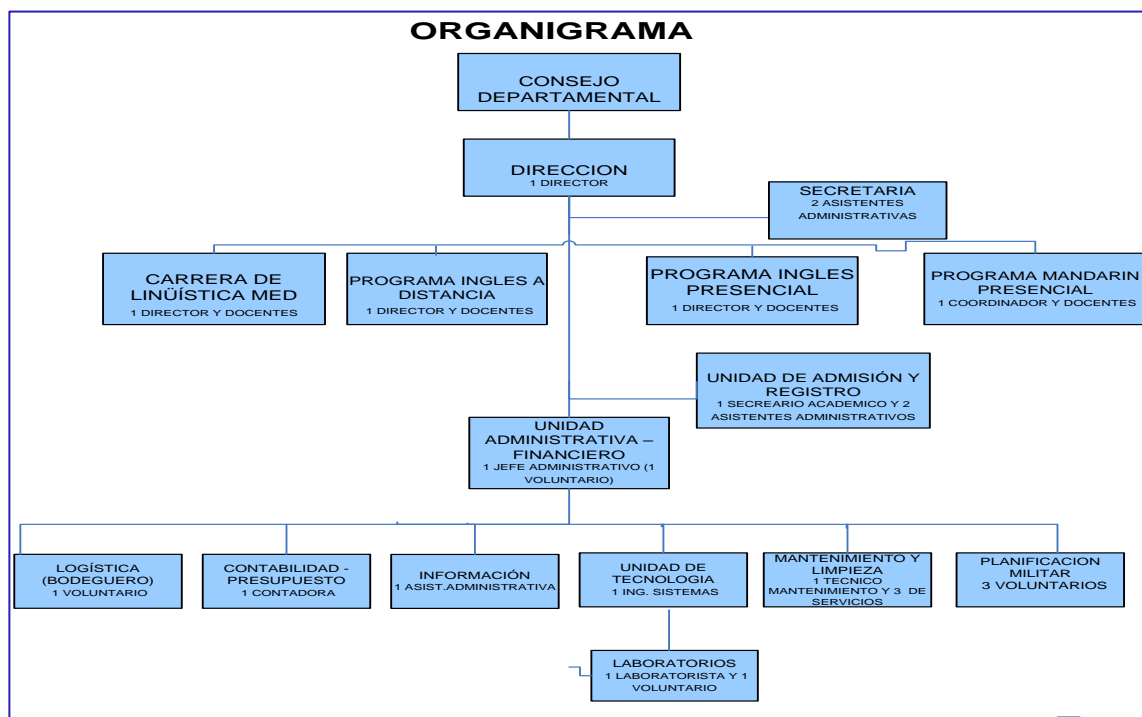 ORGANIGRAMA
CONSEJO
DEPARTAMENTAL
DIRECCION
1 DIRECTOR
SECRETARIA
2 ASISTENTES
ADMINISTRATIVAS
CARRERA DE
LINÜÍSTICA MED
1 DIRECTOR Y DOCENTES
PROGRAMA INGLES A
DISTANCIA
1 DIRECTOR Y DOCENTES
PROGRAMA INGLES
PRESENCIAL
1 DIRECTOR Y DOCENTES
PROGRAMA MANDARIN
PRESENCIAL
1 COORDINADOR Y DOCENTES
UNIDAD DE ADMISIÓN Y
REGISTRO
1 SECREARIO ACADEMICO Y 2
ASISTENTES ADMINISTRATIVOS
UNIDAD
ADMINISTRATIVA –
FINANCIERO
1 JEFE ADMINISTRATIVO (1
VOLUNTARIO)
LOGÍSTICA
(BODEGUERO)
1 VOLUNTARIO
CONTABILIDAD -
PRESUPUESTO
1 CONTADORA
INFORMACIÓN
1 ASIST.ADMINISTRATIVA
UNIDAD DE
TECNOLOGIA
1 ING. SISTEMAS
MANTENIMIENTO Y
LIMPIEZA
1 TECNICO
MANTENIMIENTO Y 3 DE
SERVICIOS
PLANIFICACION
MILITAR
3 VOLUNTARIOS
LABORATORIOS
1 LABORATORISTA Y 1
VOLUNTARIO